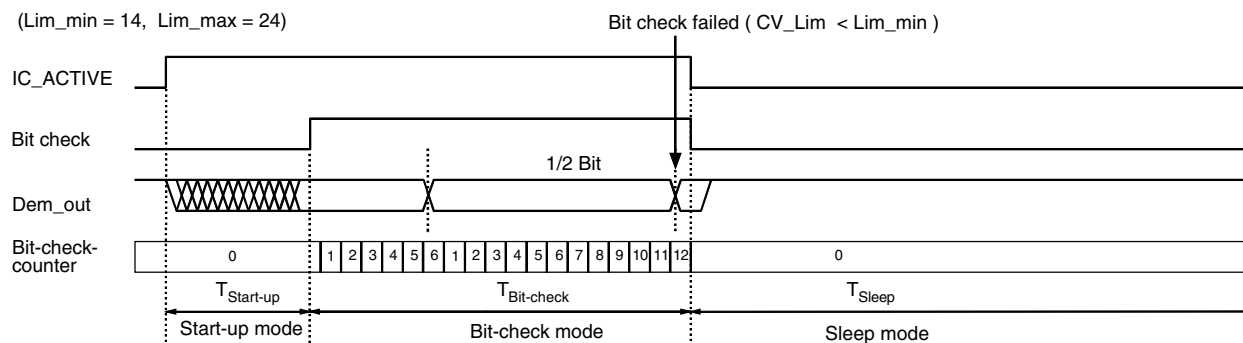 (Lim_min = 14, Lim_max = 24)
Bit check failed ( CV_Lim < Lim_min )
IC_ACTIVE
Bit check
1/2 Bit
Dem_out
Bit-check-
counter
0 1 2 3 4 5 6 1 2 3 4 5 6 7 8 9 10 11 12 0
TStart-up TBit-check TSleep
Start-up mode Bit-check mode Sleep mode